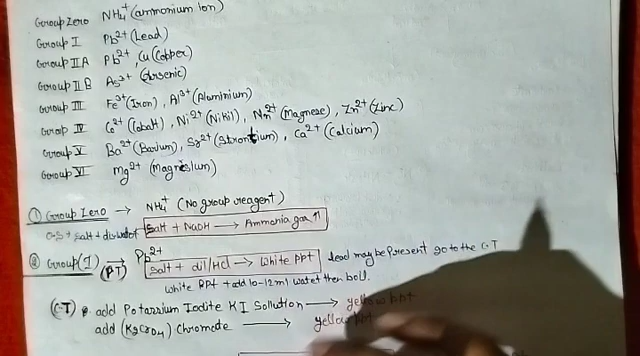 Group Zero NH4+ (ammonium Ion)
Group I Pb2+ (Lead)
Group II A Pb2+, Cu (Copper)
Group II B As3+ (Arsenic)
Group III Fe3+ (Iron), Al3+ (Aluminium)
Group IV Co2+ (Cobalt), Ni2+ (Nikil), Mn2+ (Magnese), Zn2+ (Zinc)
Group V Ba2+ (Barium), Sr2+ (Strontium), Ca2+ (Calcium)
Group VI Mg2+ (Magnesium)
① Group Zero → NH4+ (No group reagent)
O.S + salt + dil Salt + NaOH → Ammonia gas ↑
② Group (I) → Pb2+
(PT) Salt + dil/HCl → White PPt lead may be Present go to the C.T
White PPt + add 10-12 ml water then boil.
(C.T) add Potassium Iodite KI Solution → yellow ppt
add (K2CrO4) Chromate → yellow ppt